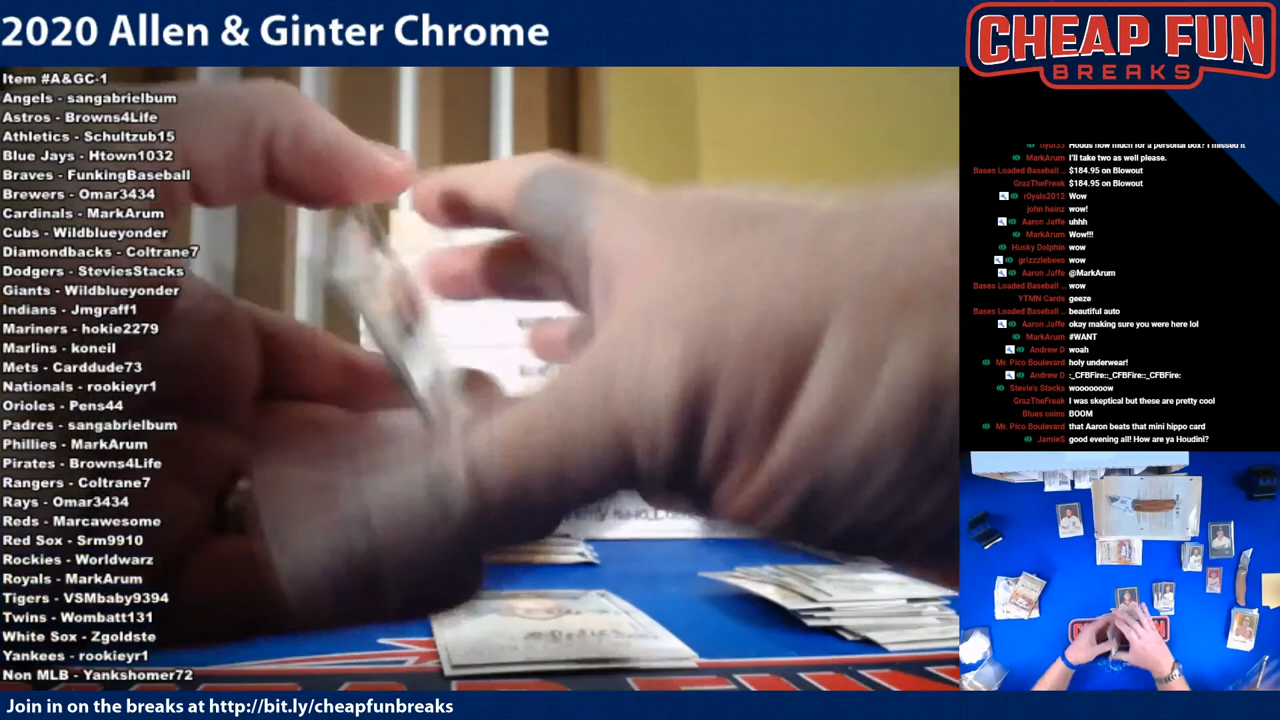 2020 Allen & Ginter Chrome
CHEAP FUN
BREAKS
Item #A&GC-1
Angels - sangabrielbum
Astros - Browns4Life
Athletics - Schultzub15
Blue Jays - Htown1032
Braves - FunkingBaseball
Brewers - Omar3434
Cardinals - MarkArum
Cubs - Wildblueyonder
Diamondbacks - Coltrane7
Dodgers - SteviesStacks
Giants - Wildblueyonder
Indians - Jmgraff1
Mariners - hokie2279
Marlins - koneil
Mets - Carddude73
Nationals - rookieyr1
Orioles - Pens44
Padres - sangabrielbum
Phillies - MarkArum
Pirates - Browns4Life
Rangers - Coltrane7
Rays - Omar3434
Reds - Marcawesome
Red Sox - Srm9910
Rockies - Worldwarz
Royals - MarkArum
Tigers - VSMbaby9394
Twins - Wombatt131
White Sox - Zgoldste
Yankees - rookieyr1
Non MLB - Yankshomer72
how much for a personal box? I missed it
MarkArum I'll take two as well please.
Bases Loaded Baseball ... $184.95 on Blowout
GrazTheFreak $184.95 on Blowout
r0yals2012 Wow
john heinz wow!
Aaron Jaffe uhhh
MarkArum Wow!!!
Husky Dolphin wow
grizzzlebees wow
Aaron Jaffe @MarkArum
Bases Loaded Baseball ... wow
YTMN Cards geeze
Bases Loaded Baseball ... beautiful auto
Aaron Jaffe okay making sure you were here lol
MarkArum #WANT
Andrew D woah
Mr. Pico Boulevard holy underwear!
Andrew D :_CFBFire::_CFBFire::_CFBFire:
Stevie's Stacks wooooooow
GrazTheFreak I was skeptical but these are pretty cool
Blues coins BOOM
Mr. Pico Boulevard that Aaron beats that mini hippo card
JamieS good evening all! How are ya Houdini?
Join in on the breaks at http://bit.ly/cheapfunbreaks